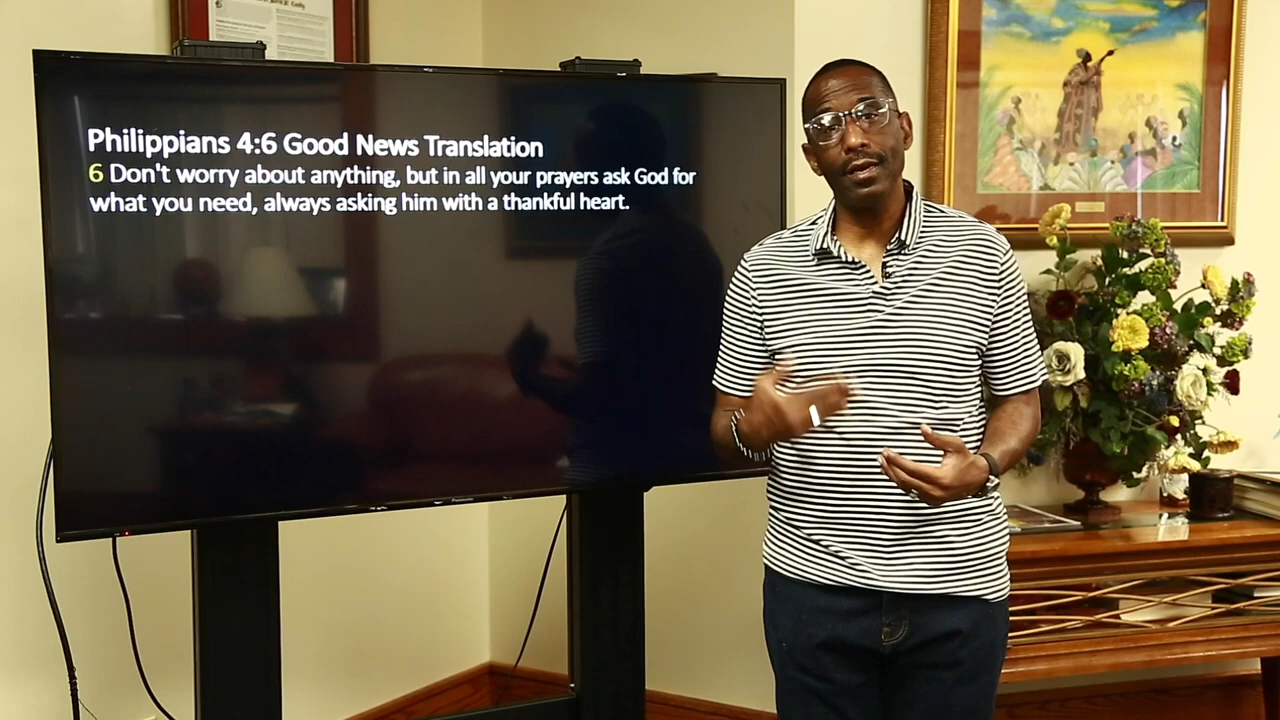 Philippians 4:6 Good News Translation
6 Don't worry about anything, but in all your prayers ask God for
what you need, always asking him with a thankful heart.
Panasonic